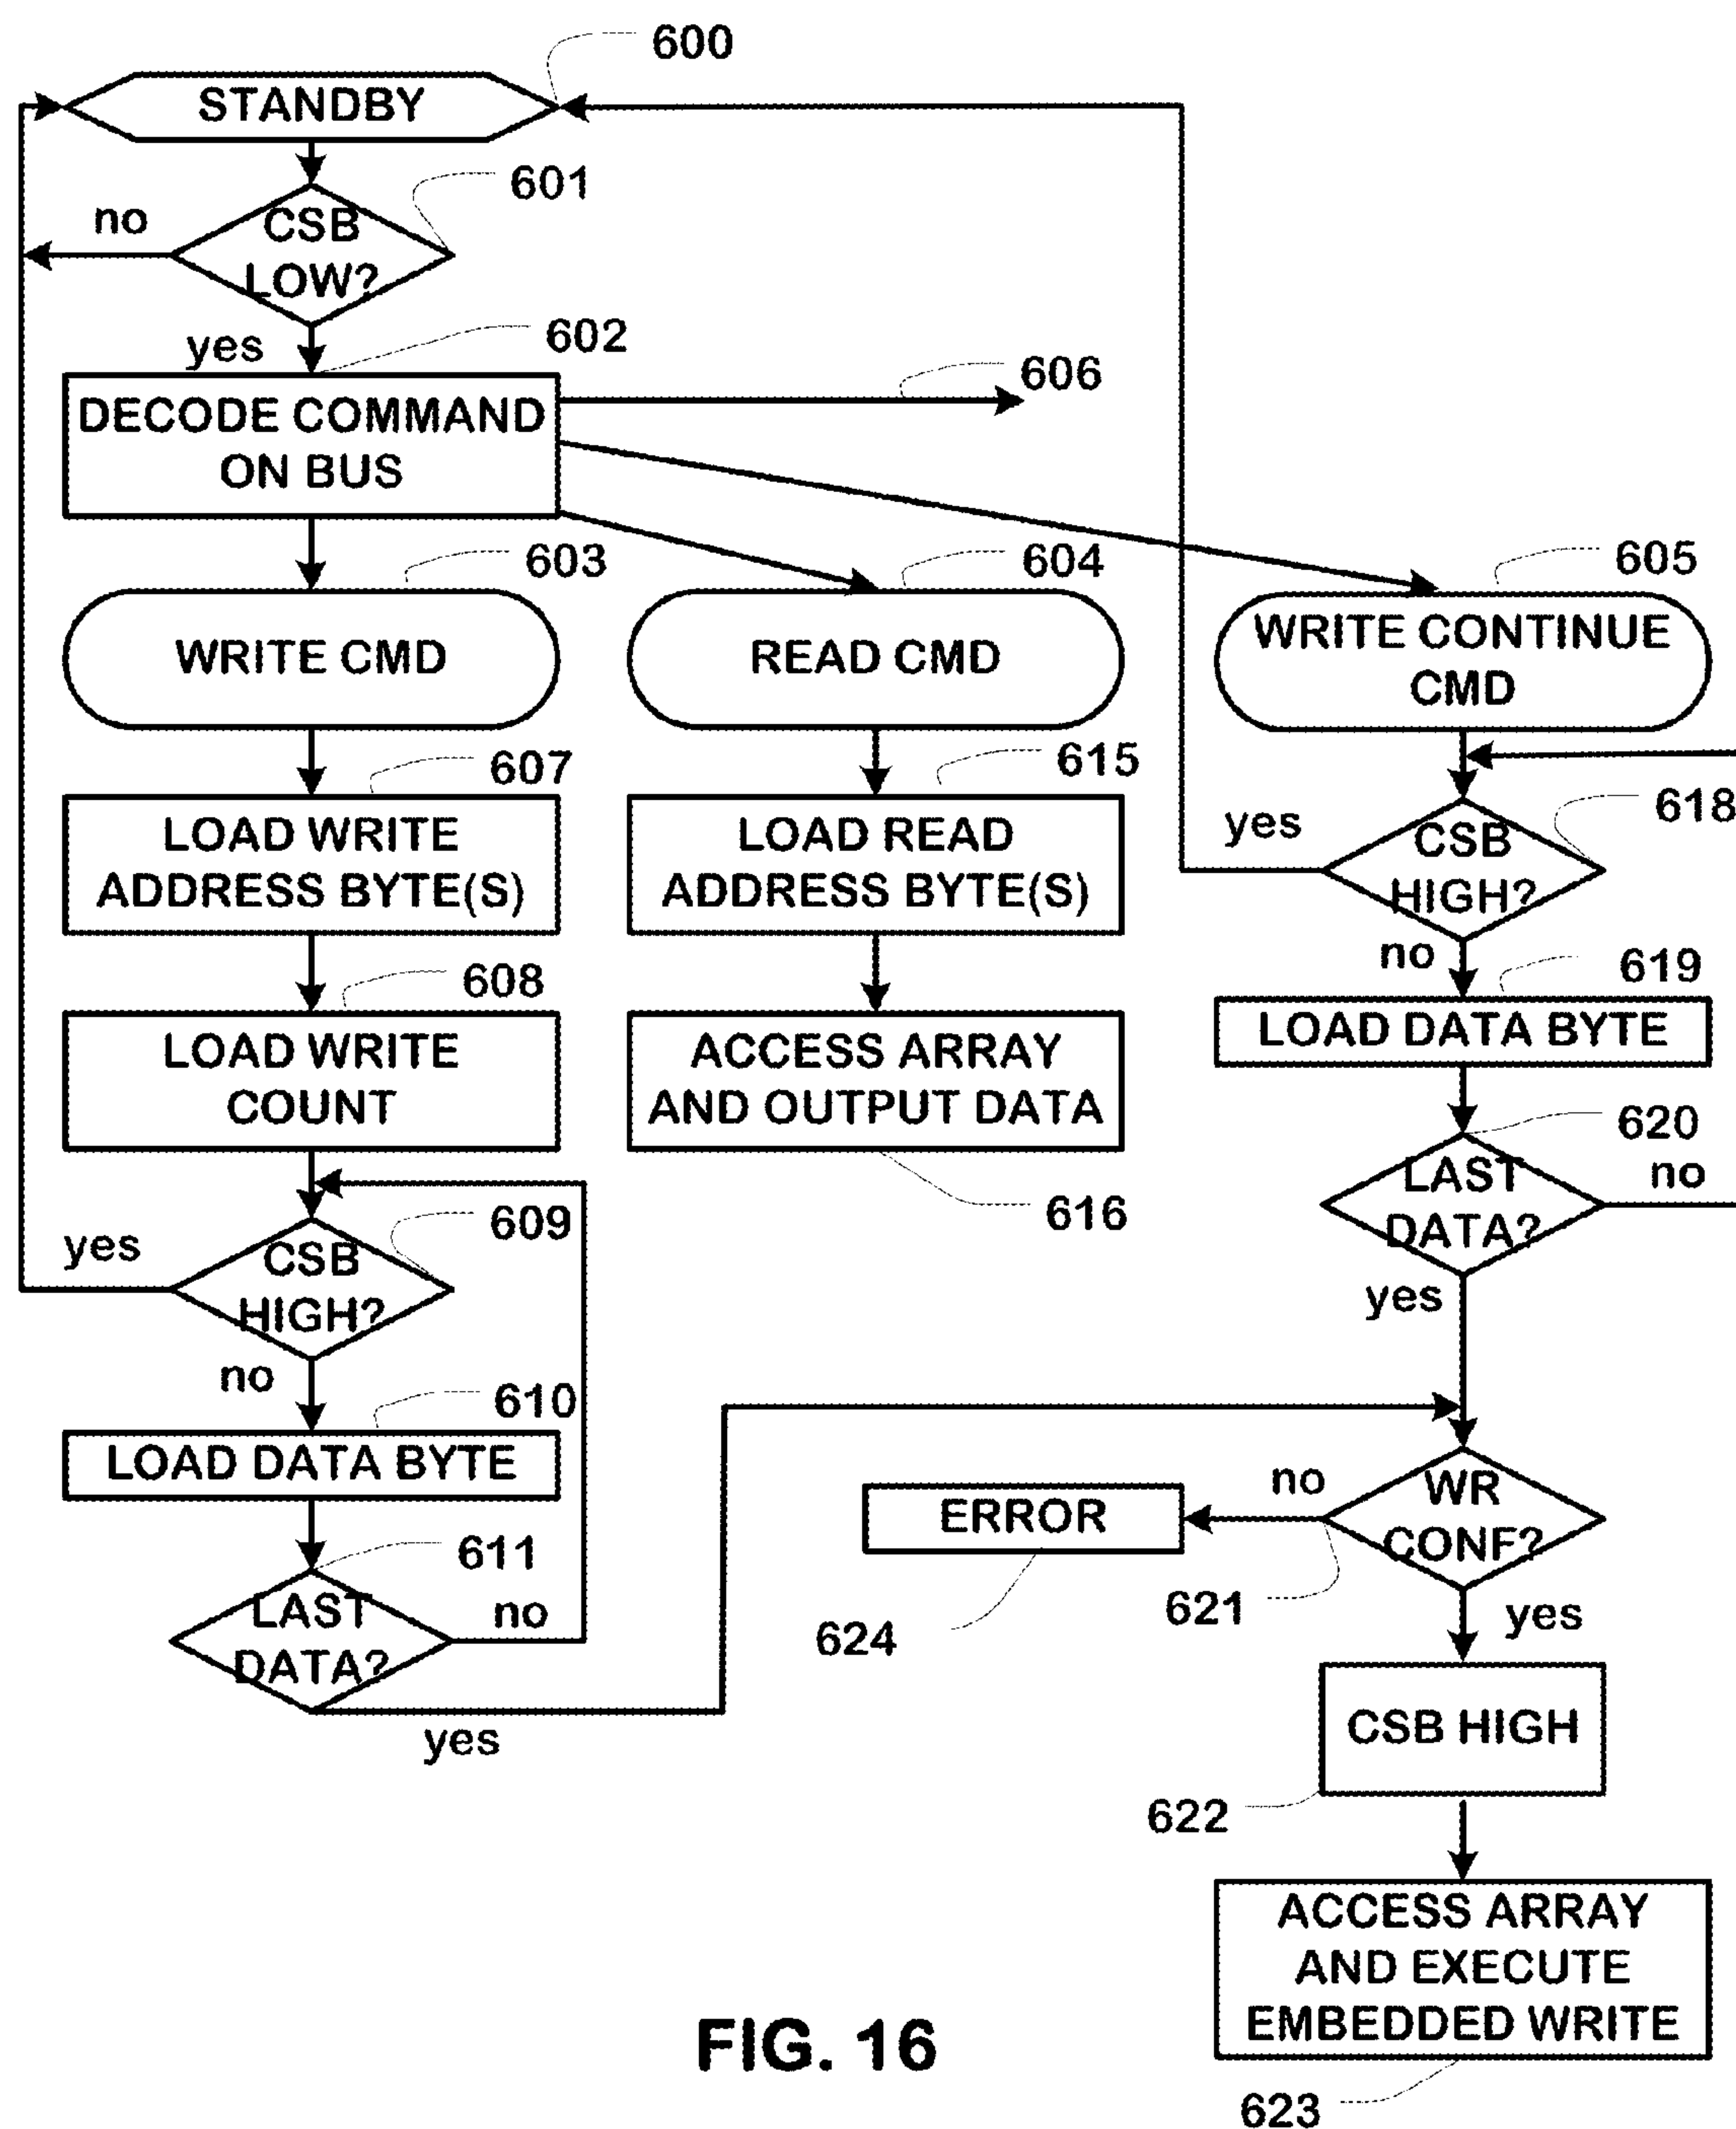 600
STANDBY
601
no
CSB
LOW?
yes
602
606
DECODE COMMAND
ON BUS
603
604
605
WRITE CMD
READ CMD
WRITE CONTINUE
CMD
607
615
618
LOAD WRITE
ADDRESS BYTE(S)
LOAD READ
ADDRESS BYTE(S)
yes
CSB
HIGH?
no
608
619
LOAD WRITE
COUNT
ACCESS ARRAY
AND OUTPUT DATA
LOAD DATA BYTE
620
609
616
LAST
DATA?
no
yes
CSB
HIGH?
yes
no
610
LOAD DATA BYTE
ERROR
no
WR
CONF?
611
624
621
yes
LAST
DATA?
no
yes
CSB HIGH
622
ACCESS ARRAY
AND EXECUTE
EMBEDDED WRITE
FIG. 16
623